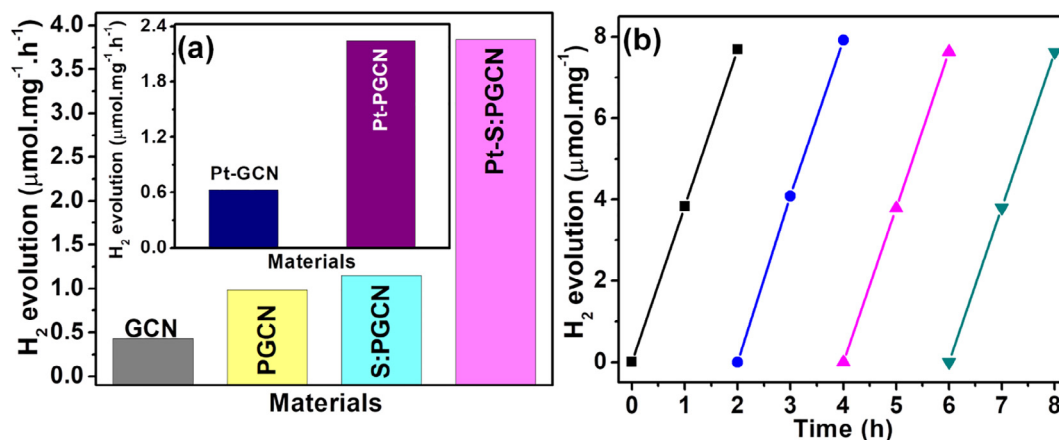 (a)
H2 evolution (μmol.mg-1.h-1)
4.0
3.5
3.0
2.5
2.0
1.5
1.0
0.5
0.0
GCN
PGCN
S:PGCN
Pt-S:PGCN
Materials
H2 evolution (μmol.mg-1.h-1)
2.4
1.8
1.2
0.6
0.0
Pt-GCN
Pt-PGCN
Materials
(b)
H2 evolution (μmol.mg-1)
8
6
4
2
0
0 1 2 3 4 5 6 7 8
Time (h)